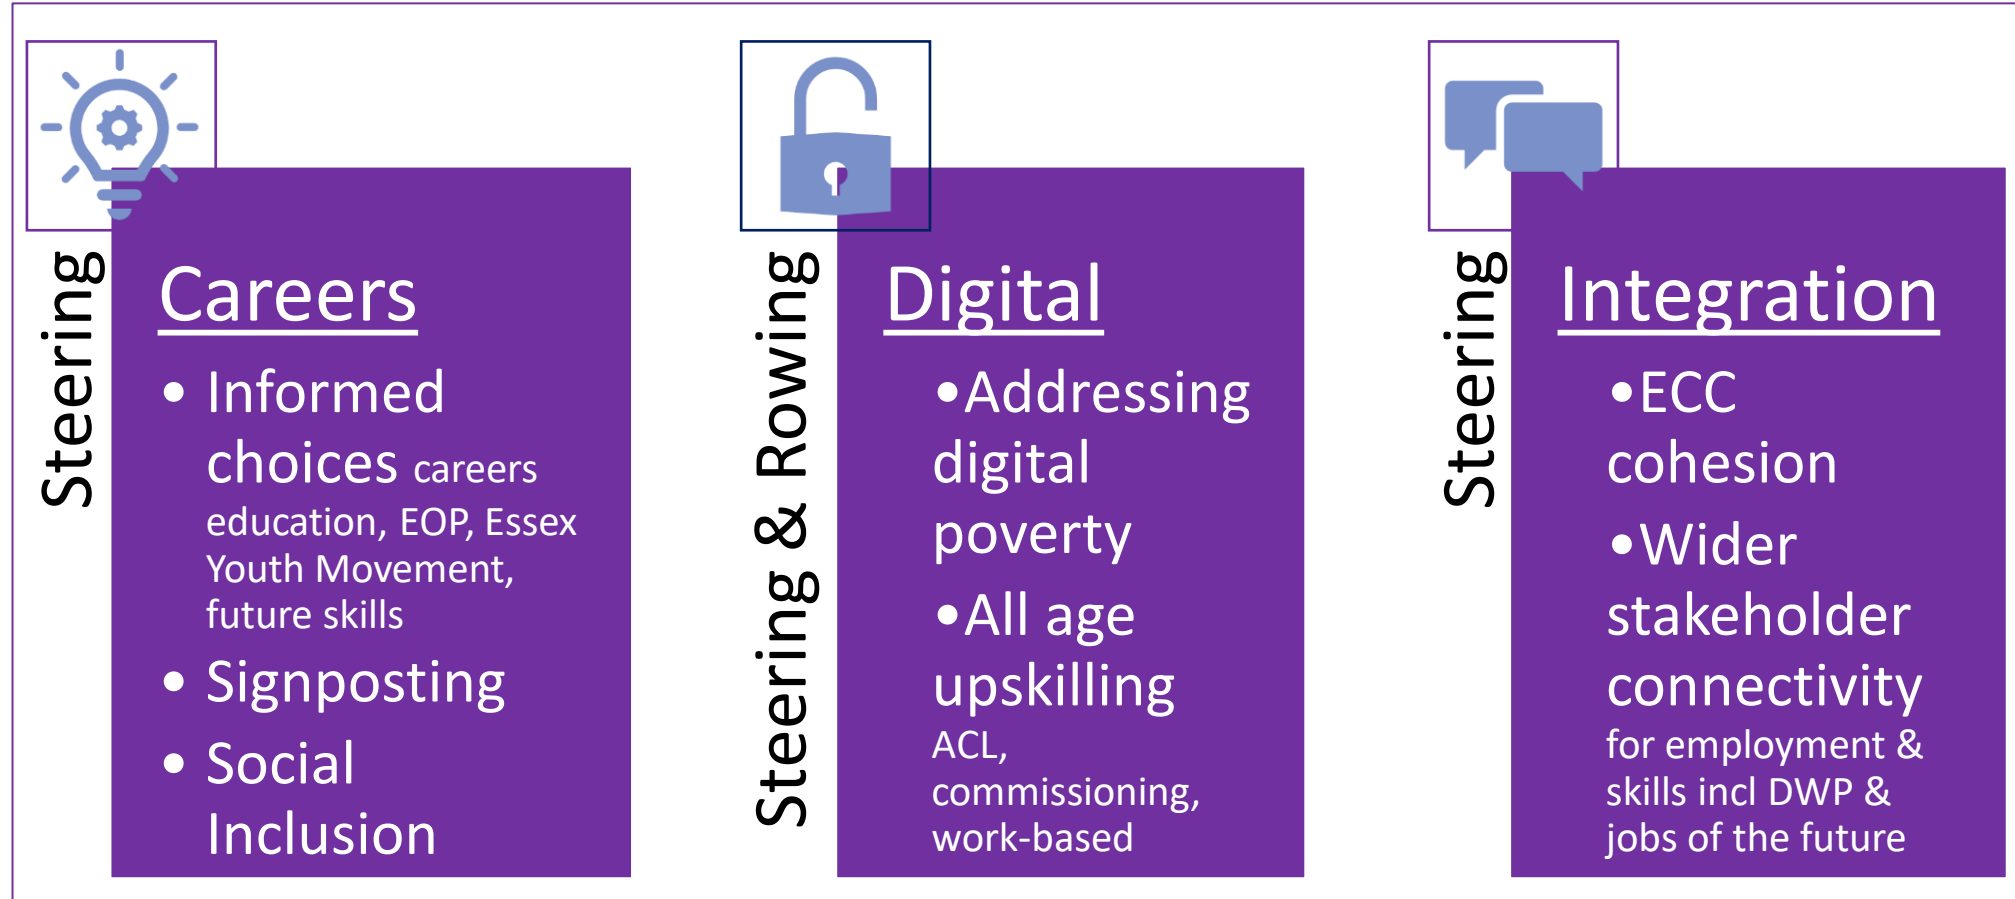 Steering
Careers
• Informed
choices careers
education, EOP, Essex
Youth Movement,
future skills
• Signposting
• Social
Inclusion
Steering & Rowing
Digital
•Addressing
digital
poverty
•All age
upskilling
ACL,
commissioning,
work-based
Steering
Integration
•ECC
cohesion
•Wider
stakeholder
connectivity
for employment &
skills incl DWP &
jobs of the future